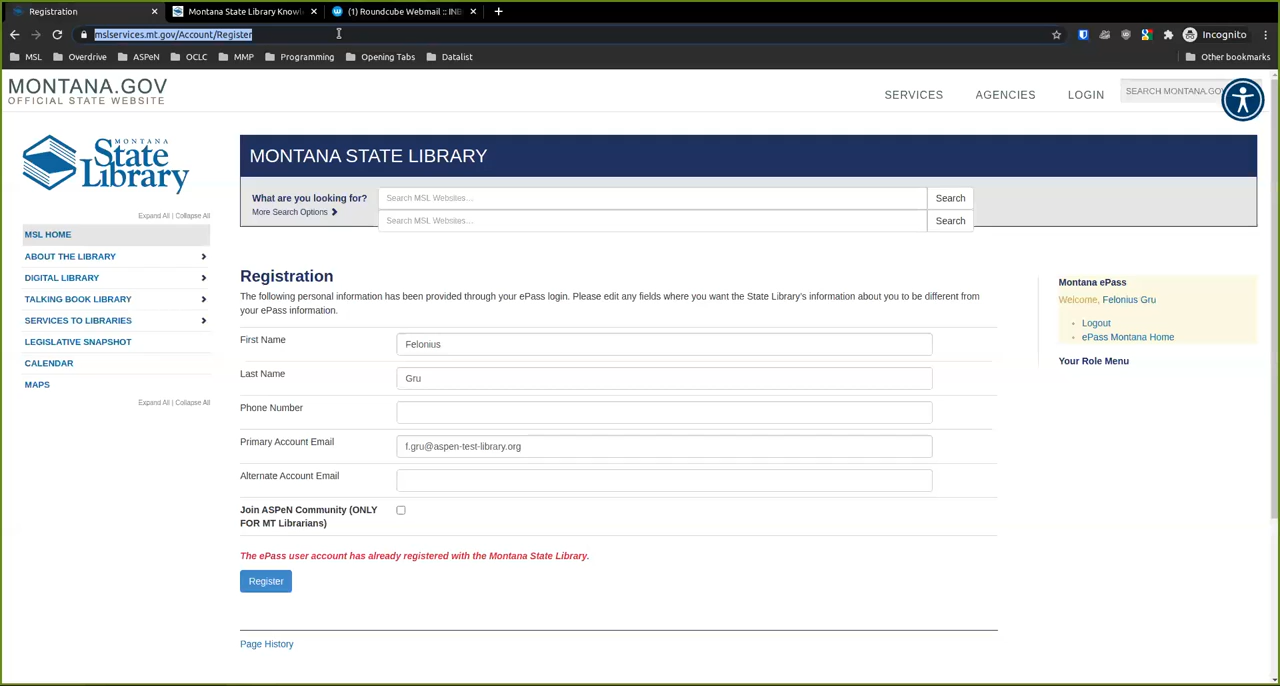 Registration
Montana State Library Knowl
(1) Roundcube Webmail :: INB
mslservices.mt.gov/Account/Register
Incognito
MSL
Overdrive
ASPeN
OCLC
MMP
Programming
Opening Tabs
Datalist
Other bookmarks
MONTANA.GOV
OFFICIAL STATE WEBSITE
SERVICES
AGENCIES
LOGIN
SEARCH MONTANA.GO
MONTANA
State
Library
MONTANA STATE LIBRARY
What are you looking for?
More Search Options
Search MSL Websites...
Search
Search MSL Websites...
Search
Expand All | Collapse All
MSL HOME
ABOUT THE LIBRARY
DIGITAL LIBRARY
TALKING BOOK LIBRARY
SERVICES TO LIBRARIES
LEGISLATIVE SNAPSHOT
CALENDAR
MAPS
Expand All | Collapse All
Registration
The following personal information has been provided through your ePass login. Please edit any fields where you want the State Library's information about you to be different from
your ePass information.
First Name
Felonius
Last Name
Gru
Phone Number
Primary Account Email
f.gru@aspen-test-library.org
Alternate Account Email
Join ASPeN Community (ONLY
FOR MT Librarians)
The ePass user account has already registered with the Montana State Library.
Register
Page History
Montana ePass
Welcome, Felonius Gru
Logout
ePass Montana Home
Your Role Menu